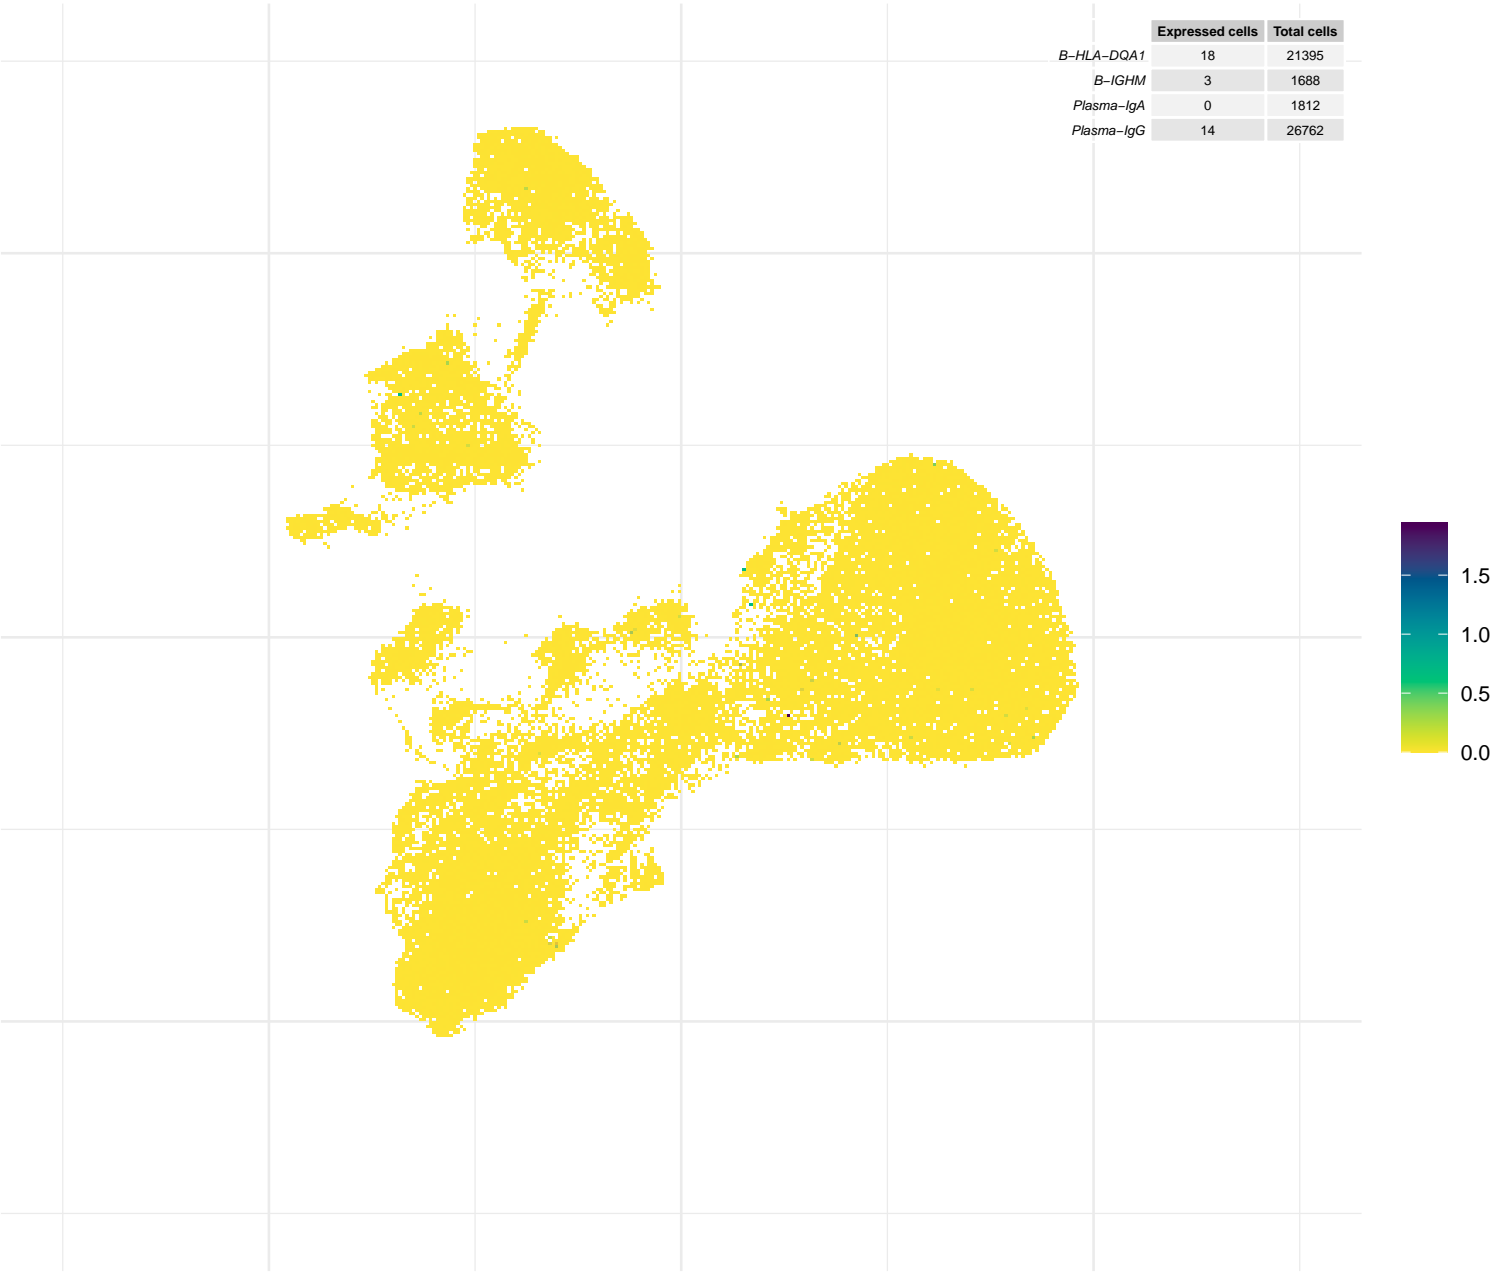 Expressed cells Total cells
B−HLA−DQA1 18 21395
B−IGHM 3 1688
Plasma−IgA 0 1812
Plasma−IgG 14 26762
1.5
1.0
0.5
0.0